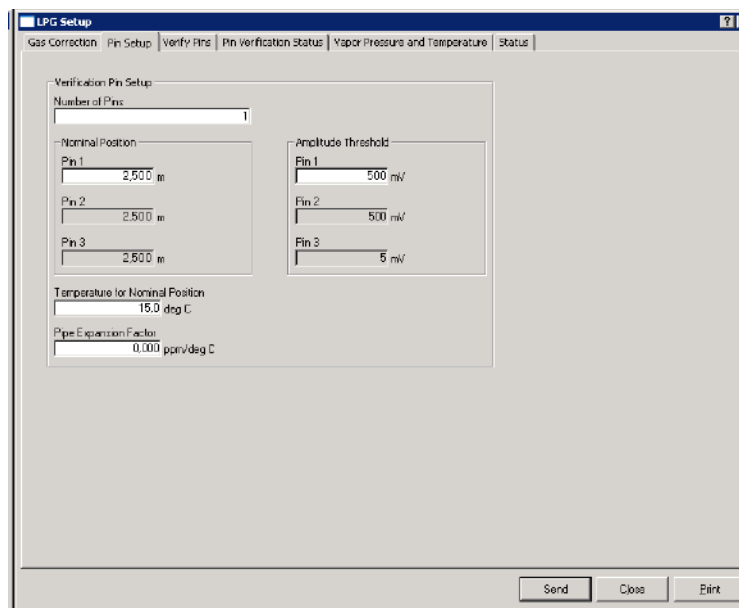 LPG Setup
Gas Correction Pin Setup Verify Pins Pin Verification Status Vapor Pressure and Temperature Status
Verification Pin Setup
Number of Pins
1
Nominal Position Amplitude Threshold
Pin 1 Pin 1
2,500 m 500 mV
Pin 2 Pin 2
2,500 m 500 mV
Pin 3 Pin 3
2,500 m 5 mV
Temperature for Nominal Position
15,0 deg C
Pipe Expansion Factor
0,000 ppm/deg C
Send Close Print